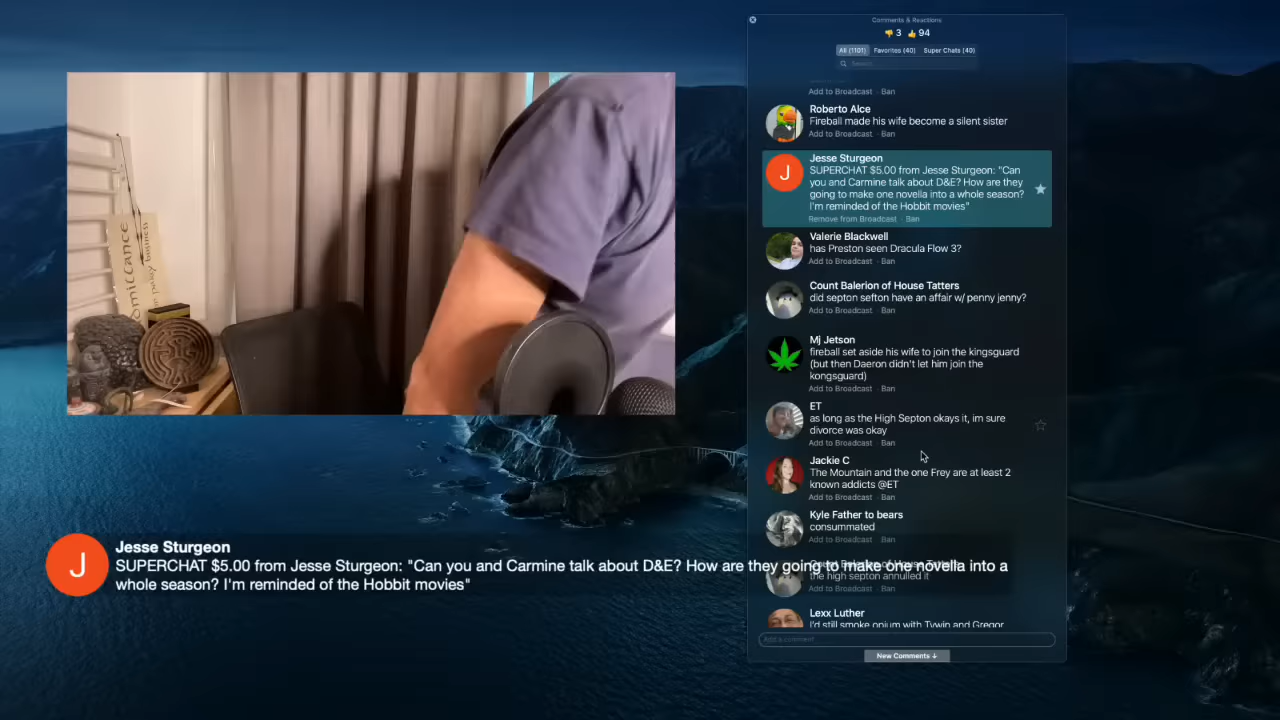 Comments & Reactions
3 94
All (1101) Favorites (40) Super Chats (40)
Search
Add to Broadcast · Ban
Roberto Alce
Fireball made his wife become a silent sister
Add to Broadcast · Ban
J
Jesse Sturgeon
SUPERCHAT $5.00 from Jesse Sturgeon: "Can
you and Carmine talk about D&E? How are they
going to make one novella into a whole season?
I'm reminded of the Hobbit movies"
Remove from Broadcast · Ban
Valerie Blackwell
has Preston seen Dracula Flow 3?
Add to Broadcast · Ban
Count Balerion of House Tatters
did septon sefton have an affair w/ penny jenny?
Add to Broadcast · Ban
Mj Jetson
fireball set aside his wife to join the kingsguard
(but then Daeron didn't let him join the
kongsguard)
Add to Broadcast · Ban
ET
as long as the High Septon okays it, im sure
divorce was okay
Add to Broadcast · Ban
Jackie C
The Mountain and the one Frey are at least 2
known addicts @ET
Add to Broadcast · Ban
Kyle Father to bears
consummated
Add to Broadcast · Ban
Count Balerion of House Tatters
the high septon annulled it
Add to Broadcast · Ban
Lexx Luther
I'd still smoke opium with Tywin and Gregor
Add a comment
New Comments ↓
J
Jesse Sturgeon
SUPERCHAT $5.00 from Jesse Sturgeon: "Can you and Carmine talk about D&E? How are they going to make one novella into a
whole season? I'm reminded of the Hobbit movies"